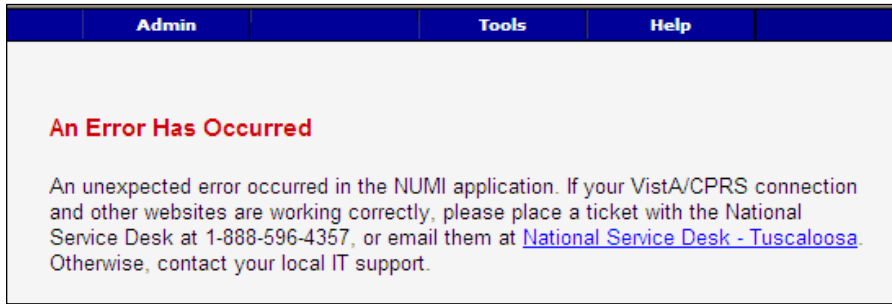 Admin Tools Help
An Error Has Occurred
An unexpected error occurred in the NUMI application. If your VistA/CPRS connection
and other websites are working correctly, please place a ticket with the National
Service Desk at 1-888-596-4357, or email them at National Service Desk - Tuscaloosa.
Otherwise, contact your local IT support.